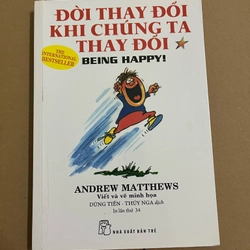 ĐỜI THAY ĐỔI
KHI CHÚNG TA
THAY ĐỔI
THE
INTERNATIONAL
BESTSELLER
BEING HAPPY!
ANDREW MATTHEWS
Viết và vẽ minh họa
DŨNG TIẾN - THÚY NGA dịch
In lần thứ 34
NHÀ XUẤT BẢN TRẺ